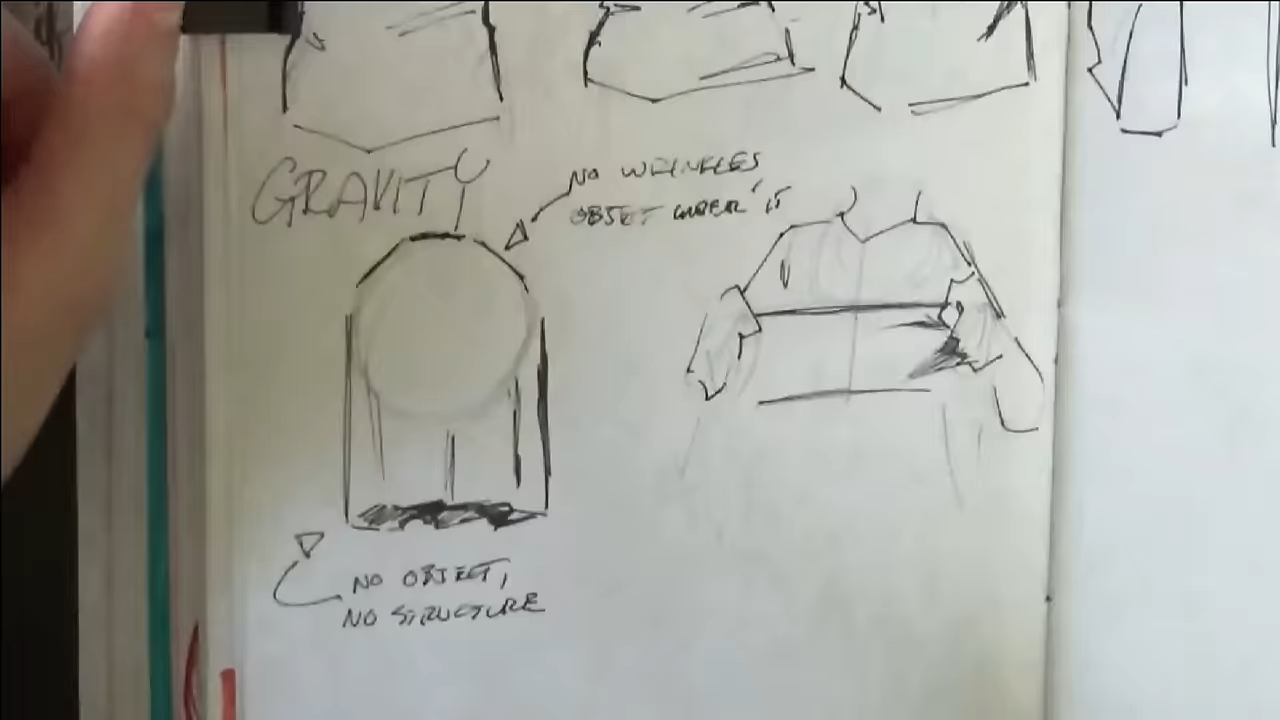 GRAVITY
NO WRINKLES,
OBJECT UNDER IT
NO OBJECT,
NO STRUCTURE